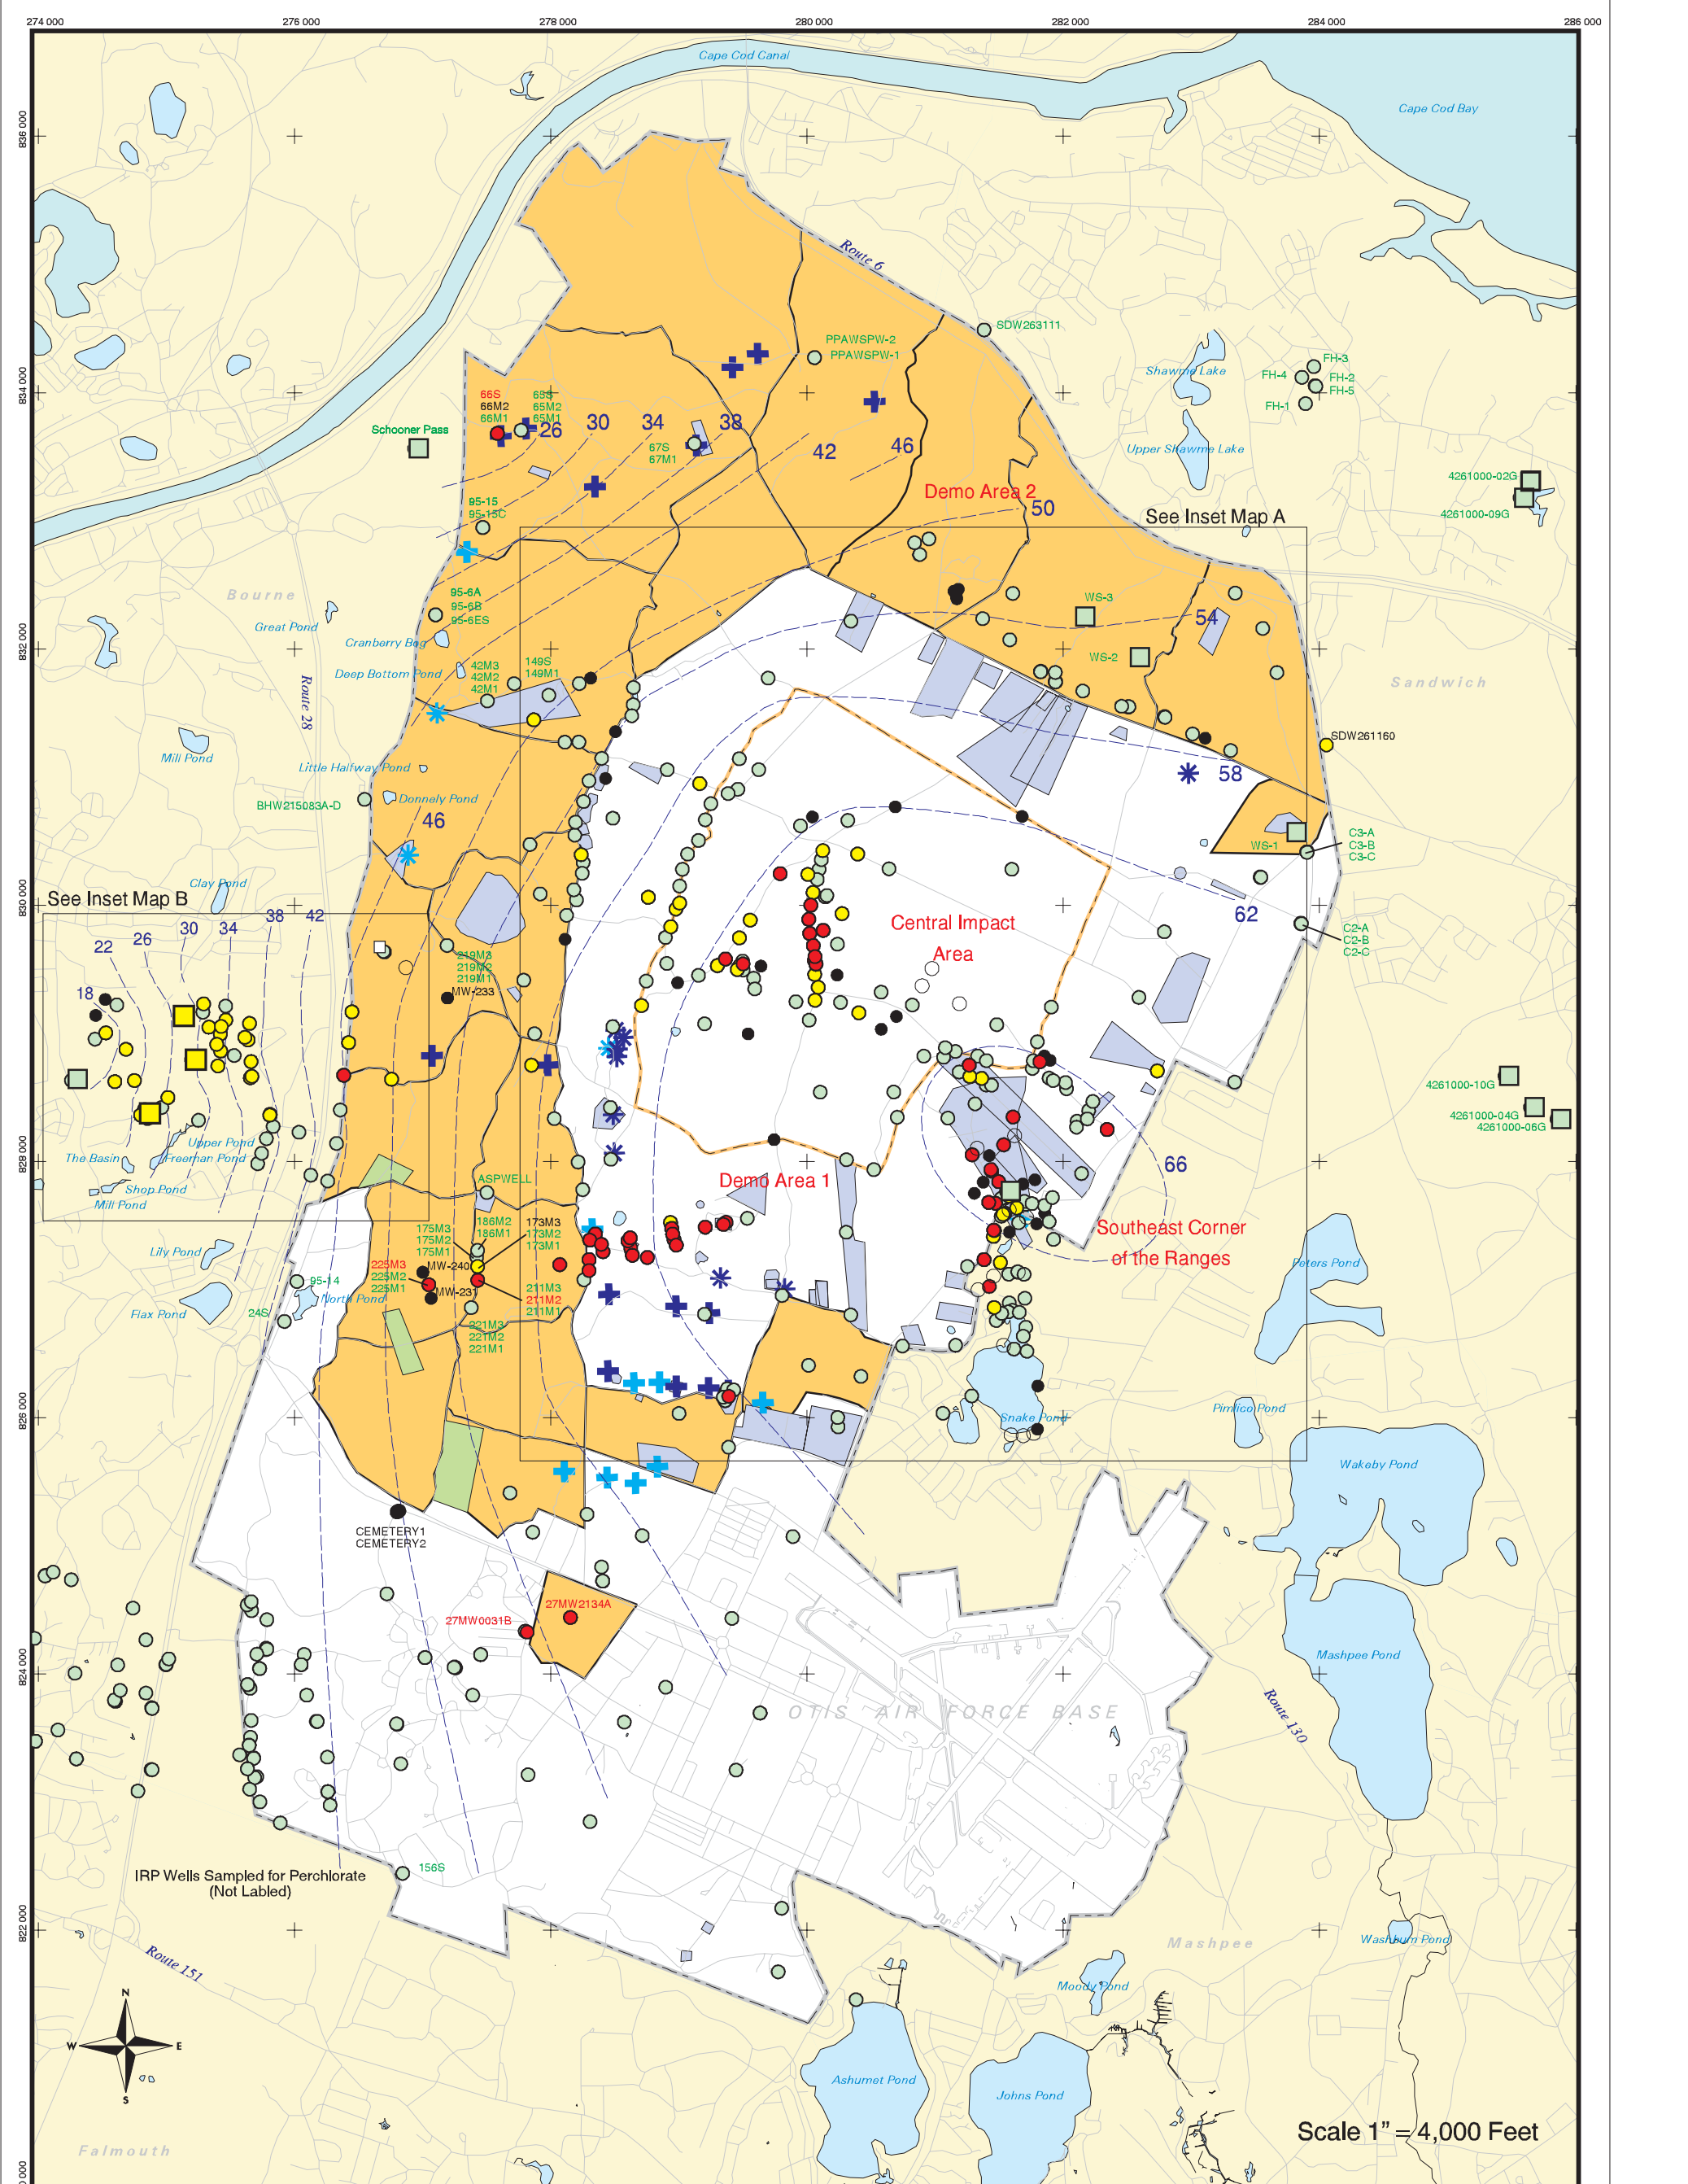 274 000
276 000
278 000
280 000
282 000
284 000
286 000
Cape Cod Canal
Cape Cod Bay
836 000
Route 6
SDW263111
PPAWSPW-2
PPAWSPW-1
Shawme Lake
FH-3
FH-4
FH-2
FH-5
FH-1
834 000
66S
66M2
66M1
65S
65M2
65M1
26
30
34
38
42
46
Schooner Pass
67S
67M1
Upper Shawme Lake
4261000-02G
4261000-09G
Demo Area 2
50
95-15
95-15C
See Inset Map A
Bourne
95-6A
95-6B
95-6ES
WS-3
54
Great Pond
Cranberry Bog
832 000
WS-2
Deep Bottom Pond
42M3
42M2
42M1
149S
149M1
Sandwich
Route 28
SDW261160
Mill Pond
Little Halfway Pond
58
BHW215083A-D
Donnely Pond
46
WS-1
C3-A
C3-B
C3-C
Clay Pond
See Inset Map B
830 000
62
22
26
30
34
38
42
Central Impact
Area
C2-A
C2-B
C2-C
219M3
219M2
219M1
MW-233
18
4261000-10G
4261000-04G
4261000-06G
Upper Pond
The Basin
Freeman Pond
828 000
66
Shop Pond
Mill Pond
ASPWELL
Demo Area 1
Southeast Corner
of the Ranges
175M3
175M2
175M1
186M2
186M1
173M3
173M2
173M1
Lily Pond
Peters Pond
225M3
225M2
225M1
MW-240
MW-231
95-14
North Pond
211M3
211M2
211M1
Flax Pond
24S
221M3
221M2
221M1
826 000
Snake Pond
Pimlico Pond
Wakeby Pond
CEMETERY1
CEMETERY2
27MW0031B
27MW2134A
824 000
Mashpee Pond
OTIS AIR FORCE BASE
Route 130
156S
IRP Wells Sampled for Perchlorate
(Not Labled)
822 000
Route 151
Mashpee
Washburn Pond
Moody Pond
N
W
E
S
Ashumet Pond
Johns Pond
Scale 1" = 4,000 Feet
Falmouth
000